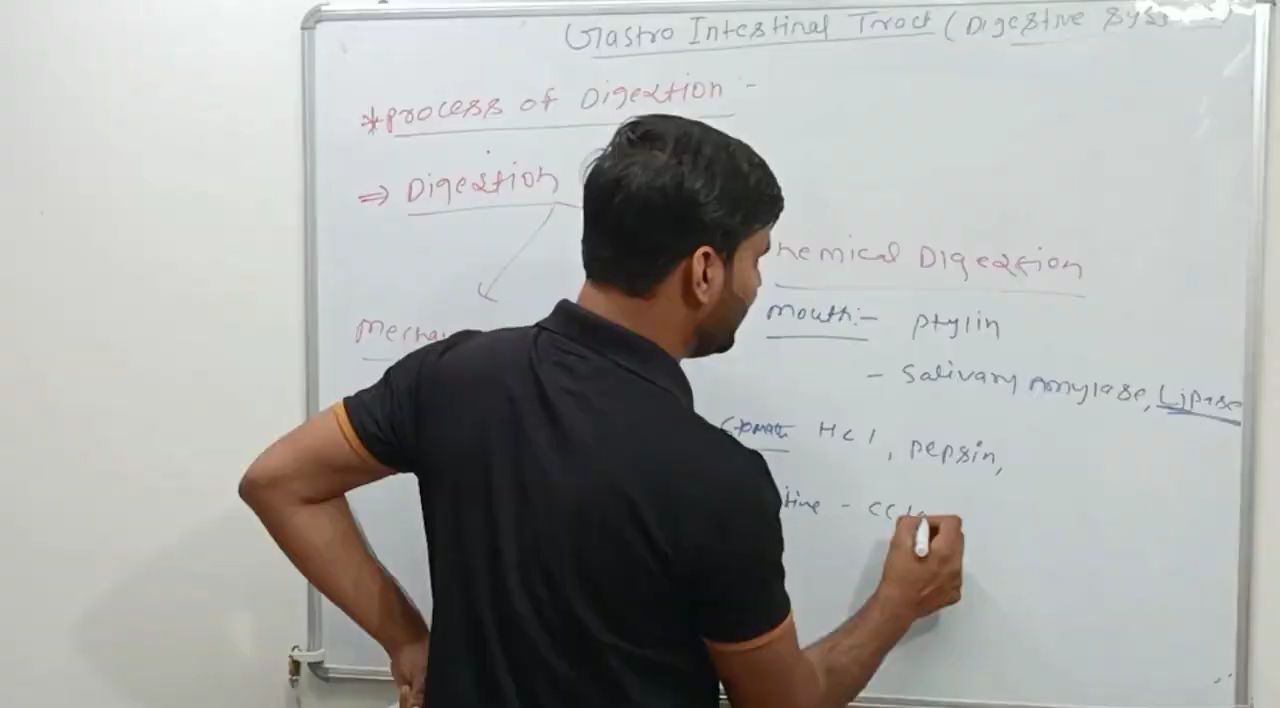 Gastro Intestinal Tract (Digestive Sys
*Process of Digestion :-
⇒ Digestion
Mecha
hemical Digestion
Mouth:- Ptylin
- Salivary Amylase, Lipase
Stomach HCl, Pepsin,
tine -